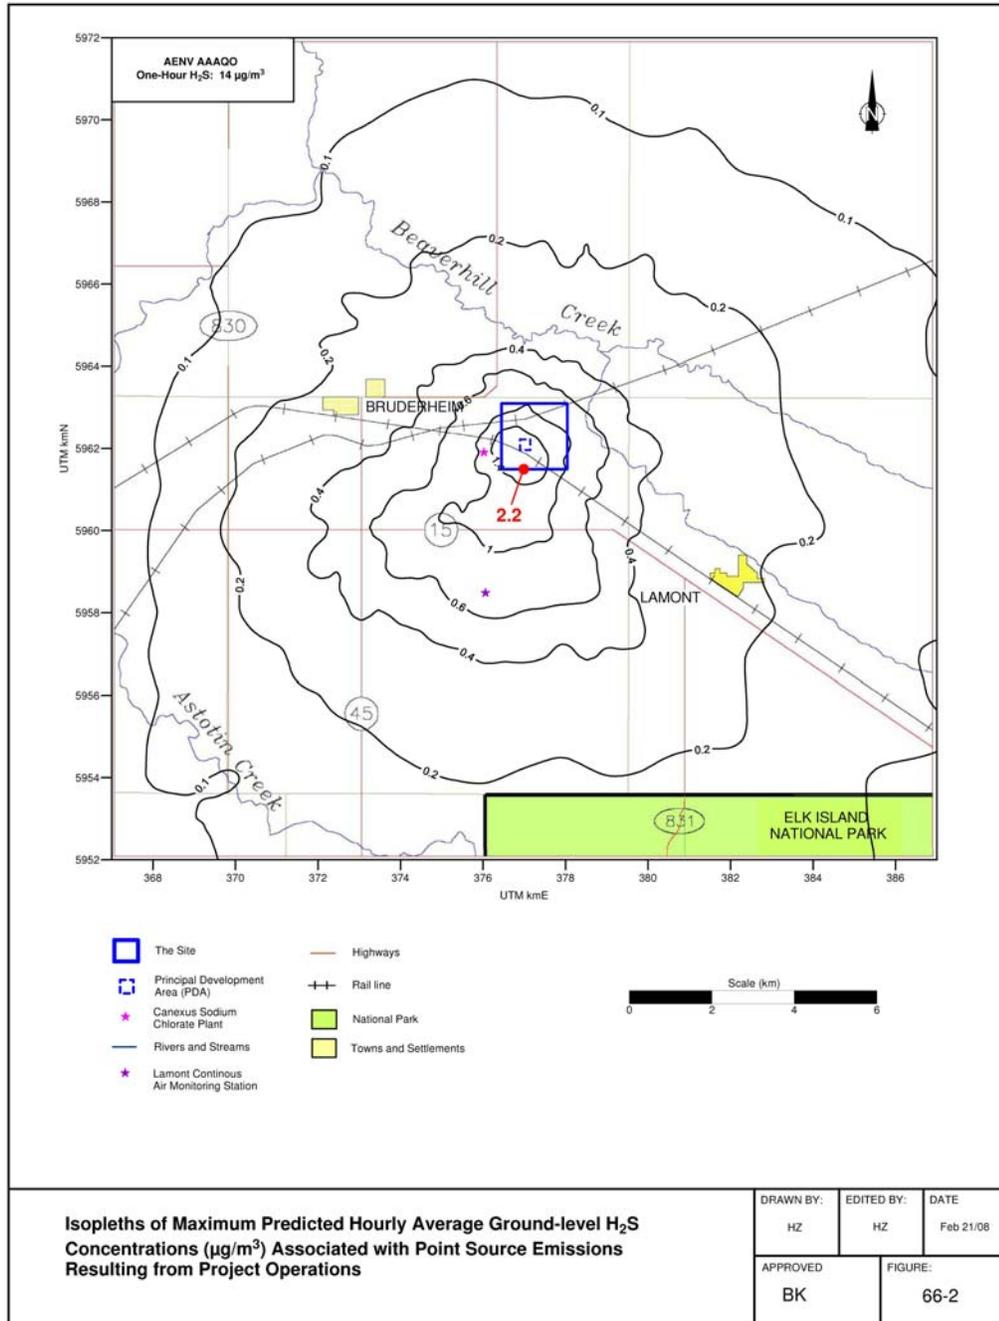 AENV AAAQO
One-Hour H₂S: 14 µg/m³
N
5972
5970
5968
5966
5964
5962
5960
5958
5956
5954
5952
UTM kmN
368
370
372
374
376
378
380
382
384
386
UTM kmE
0.1
0.1
0.1
0.1
0.1
0.2
0.2
0.2
0.2
0.2
0.2
0.2
0.4
0.4
0.4
0.4
0.6
0.6
1
Beaverhill
Creek
830
BRUDERHEIM
2.2
15
LAMONT
45
Astotin Creek
831
ELK ISLAND
NATIONAL PARK
The Site
Principal Development
Area (PDA)
Canexus Sodium
Chlorate Plant
Rivers and Streams
Lamont Continous
Air Monitoring Station
Highways
Rail line
National Park
Towns and Settlements
Scale (km)
0 2 4 6
Isopleths of Maximum Predicted Hourly Average Ground-level H₂S
Concentrations (µg/m³) Associated with Point Source Emissions
Resulting from Project Operations
DRAWN BY:
HZ
EDITED BY:
HZ
DATE
Feb 21/08
APPROVED
BK
FIGURE:
66-2